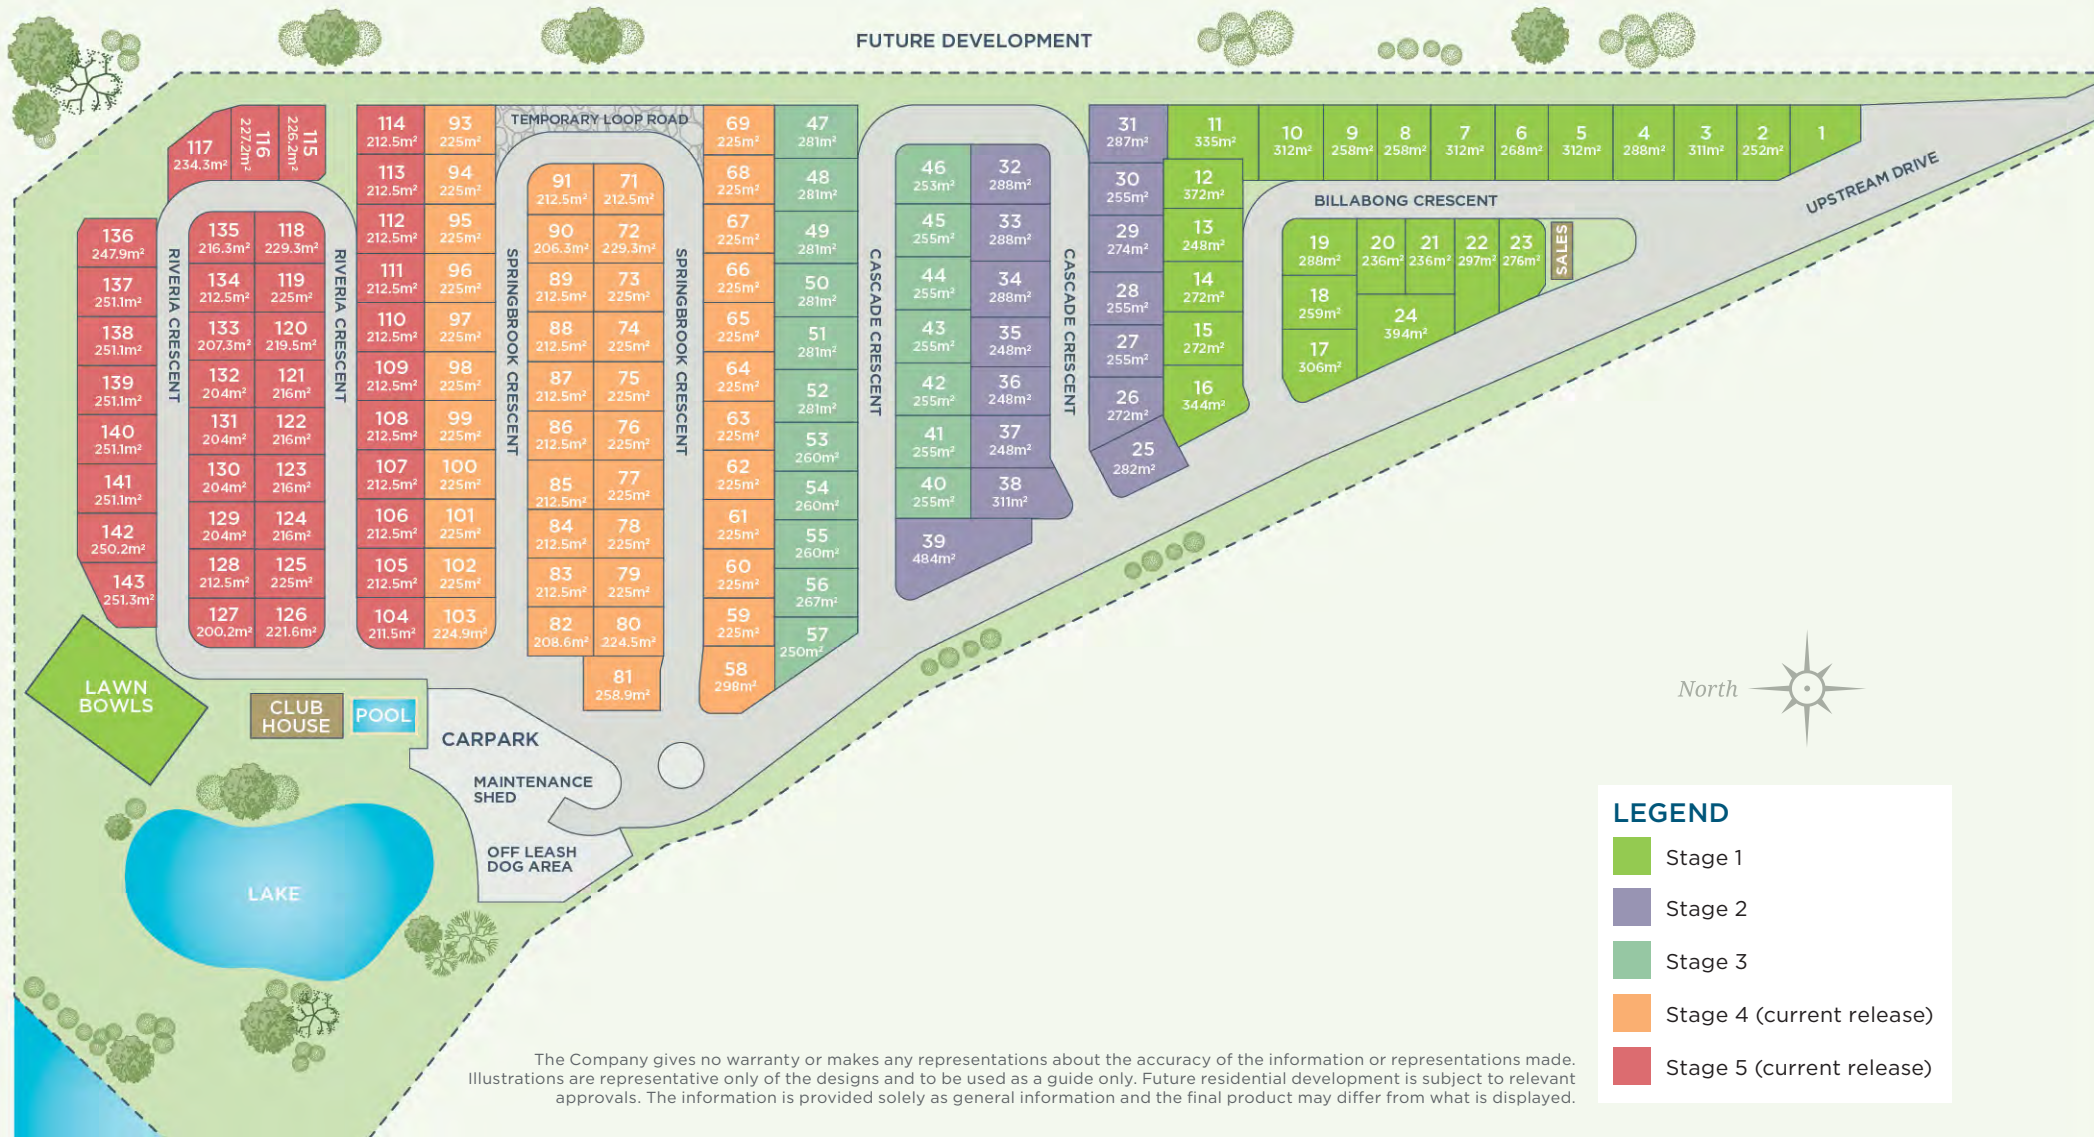 FUTURE DEVELOPMENT
117
234.3m²
116
227.2m²
115
226.2m²
114
212.5m²
113
212.5m²
112
212.5m²
111
212.5m²
110
212.5m²
109
212.5m²
108
212.5m²
107
212.5m²
106
212.5m²
105
212.5m²
104
211.5m²
93
225m²
94
225m²
95
225m²
96
225m²
97
225m²
98
225m²
99
225m²
100
225m²
101
225m²
102
225m²
103
224.9m²
136
247.9m²
137
251.1m²
138
251.1m²
139
251.1m²
140
251.1m²
141
251.1m²
142
250.2m²
143
251.3m²
RIVERIA CRESCENT
135
216.3m²
134
212.5m²
133
207.3m²
132
204m²
131
204m²
130
204m²
129
204m²
128
212.5m²
127
200.2m²
118
229.3m²
119
225m²
120
219.5m²
121
216m²
122
216m²
123
216m²
124
216m²
125
225m²
126
221.6m²
RIVERIA CRESCENT
TEMPORARY LOOP ROAD
SPRINGBROOK CRESCENT
91
212.5m²
90
206.3m²
89
212.5m²
88
212.5m²
87
212.5m²
86
212.5m²
85
212.5m²
84
212.5m²
83
212.5m²
82
208.6m²
71
212.5m²
72
229.3m²
73
225m²
74
225m²
75
225m²
76
225m²
77
225m²
78
225m²
79
225m²
80
224.5m²
81
258.9m²
SPRINGBROOK CRESCENT
69
225m²
68
225m²
67
225m²
66
225m²
65
225m²
64
225m²
63
225m²
62
225m²
61
225m²
60
225m²
59
225m²
58
298m²
47
281m²
48
281m²
49
281m²
50
281m²
51
281m²
52
281m²
53
260m²
54
260m²
55
260m²
56
267m²
57
250m²
CASCADE CRESCENT
46
253m²
45
255m²
44
255m²
43
255m²
42
255m²
41
255m²
40
255m²
39
484m²
32
288m²
33
288m²
34
288m²
35
248m²
36
248m²
37
248m²
38
311m²
CASCADE CRESCENT
31
287m²
30
255m²
29
274m²
28
255m²
27
255m²
26
272m²
25
282m²
11
335m²
12
372m²
13
248m²
14
272m²
15
272m²
16
344m²
10
312m²
9
258m²
8
258m²
7
312m²
6
268m²
5
312m²
4
288m²
3
311m²
2
252m²
1
BILLABONG CRESCENT
UPSTREAM DRIVE
19
288m²
18
259m²
17
306m²
20
236m²
21
236m²
22
297m²
23
276m²
24
394m²
SALES
LAWN
BOWLS
CLUB
HOUSE
POOL
CARPARK
MAINTENANCE
SHED
OFF LEASH
DOG AREA
LAKE
North
LEGEND
Stage 1
Stage 2
Stage 3
Stage 4 (current release)
Stage 5 (current release)
The Company gives no warranty or makes any representations about the accuracy of the information or representations made.
Illustrations are representative only of the designs and to be used as a guide only. Future residential development is subject to relevant
approvals. The information is provided solely as general information and the final product may differ from what is displayed.